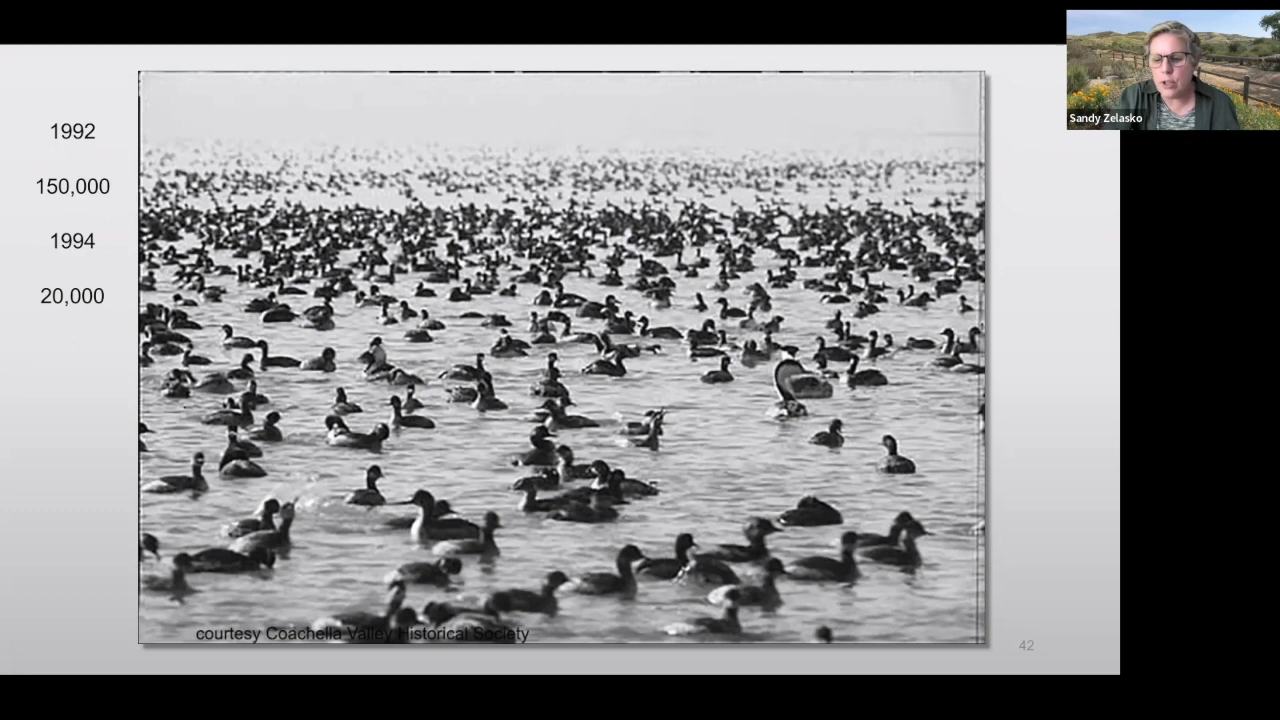 Sandy Zelasko
1992
150,000
1994
20,000
courtesy Coachella Valley Historical Society
42